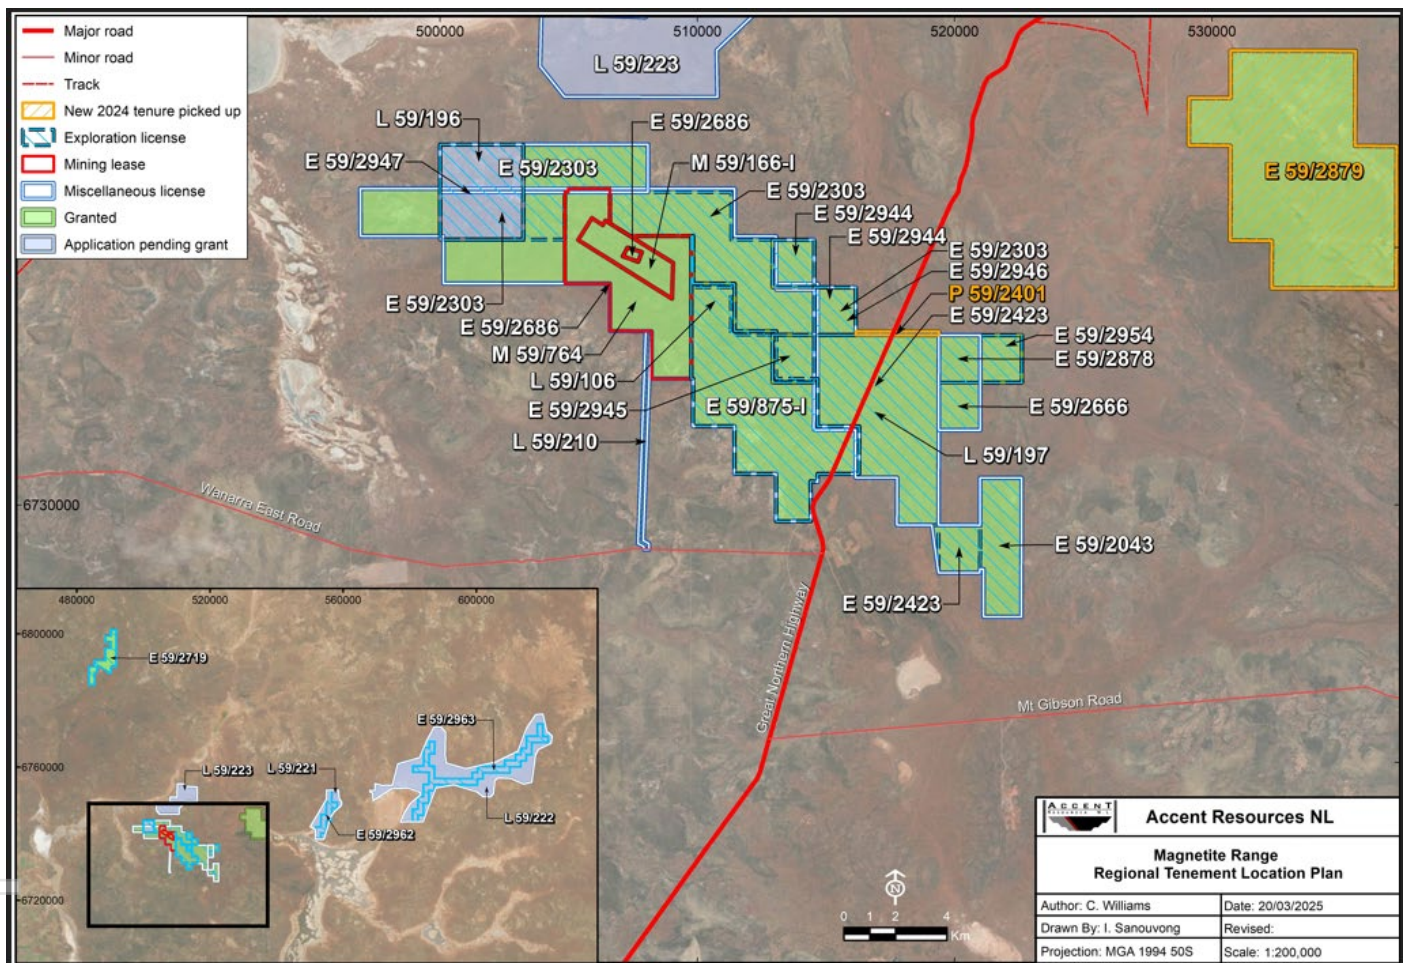 Major road
Minor road
Track
New 2024 tenure picked up
Exploration license
Mining lease
Miscellaneous license
Granted
Application pending grant
500000
510000
520000
530000
L 59/223
L 59/196
E 59/2686
E 59/2947
E 59/2303
M 59/166-I
E 59/2303
E 59/2879
E 59/2944
E 59/2944
E 59/2303
E 59/2946
P 59/2401
E 59/2423
E 59/2303
E 59/2686
M 59/764
L 59/106
E 59/2945
L 59/210
E 59/875-I
E 59/2954
E 59/2878
E 59/2666
L 59/197
6730000
Wanarra East Road
E 59/2043
E 59/2423
Great Northern Highway
Mt Gibson Road
480000
520000
560000
600000
6800000
E 59/2719
E 59/2963
6760000
L 59/223
L 59/221
L 59/222
E 59/2962
6720000
N
0 1 2 4
Km
ACCENT
RESOURCES N.L
Accent Resources NL
Magnetite Range
Regional Tenement Location Plan
Author: C. Williams
Date: 20/03/2025
Drawn By: I. Sanouvong
Revised:
Projection: MGA 1994 50S
Scale: 1:200,000